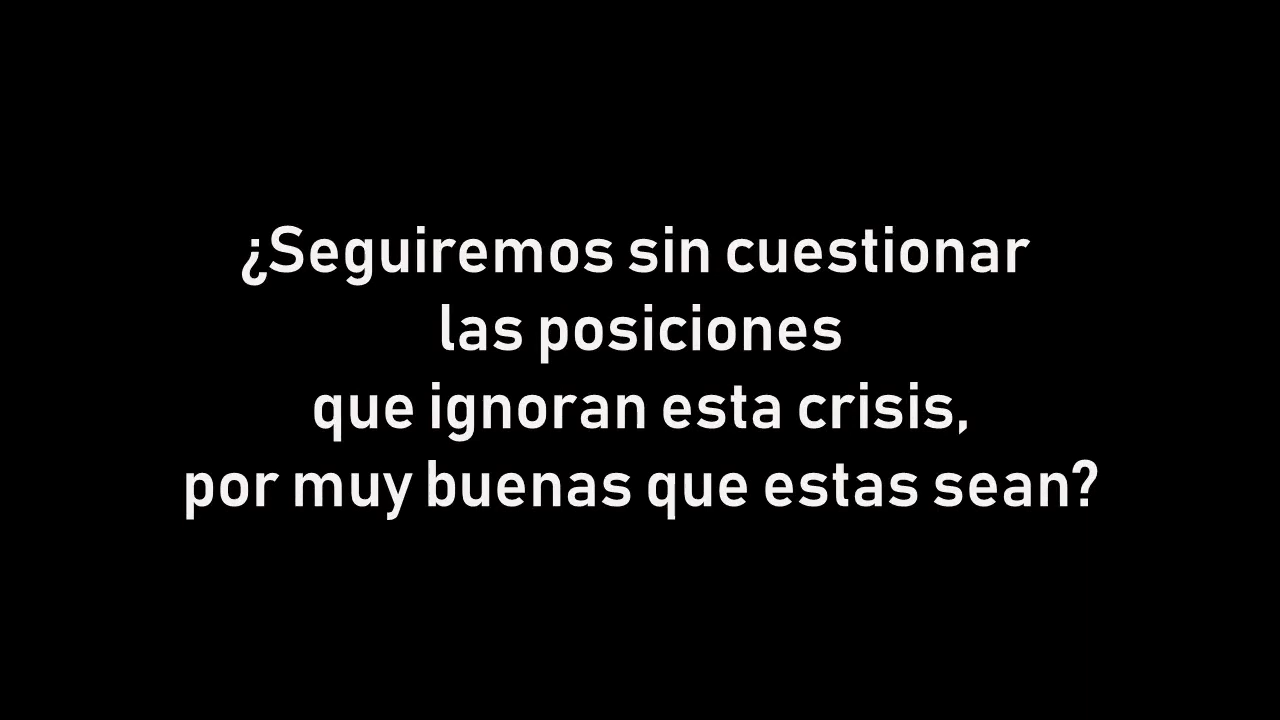 ¿Seguiremos sin cuestionar
las posiciones
que ignoran esta crisis,
por muy buenas que estas sean?